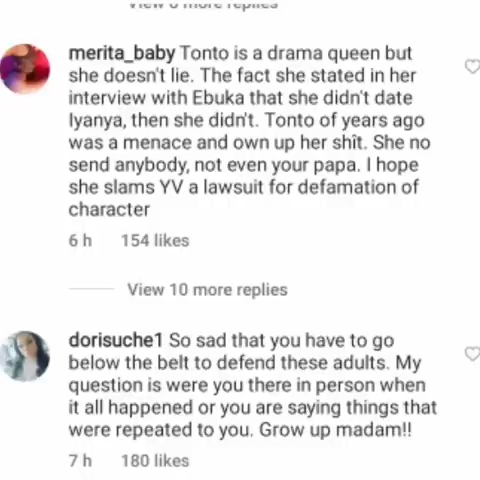 View 6 more replies
merita_baby Tonto is a drama queen but
she doesn't lie. The fact she stated in her
interview with Ebuka that she didn't date
Iyanya, then she didn't. Tonto of years ago
was a menace and own up her shît. She no
send anybody, not even your papa. I hope
she slams YV a lawsuit for defamation of
character
6 h 154 likes
View 10 more replies
dorisuche1 So sad that you have to go
below the belt to defend these adults. My
question is were you there in person when
it all happened or you are saying things that
were repeated to you. Grow up madam!!
7 h 180 likes